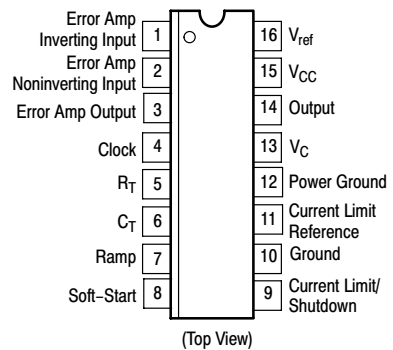 Error Amp
Inverting Input 1
Error Amp
Noninverting Input 2
Error Amp Output 3
Clock 4
RT 5
CT 6
Ramp 7
Soft−Start 8
16 Vref
15 VCC
14 Output
13 VC
12 Power Ground
11 Current Limit
Reference
10 Ground
9 Current Limit/
Shutdown
(Top View)